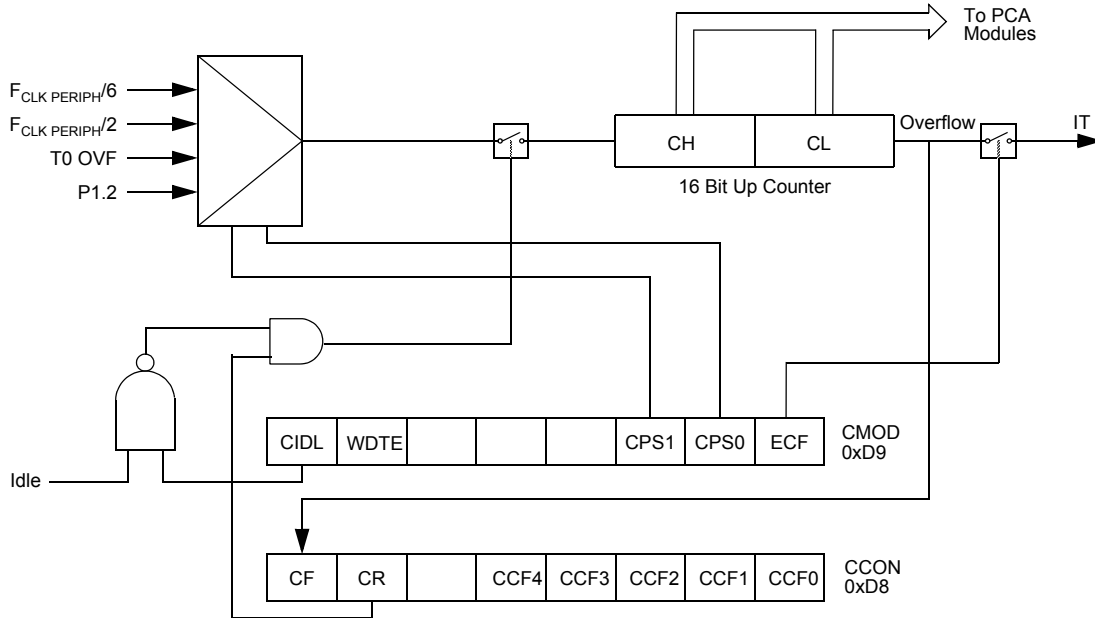 To PCA
Modules
FCLK PERIPH/6
FCLK PERIPH/2
T0 OVF
P1.2
CH
CL
Overflow
IT
16 Bit Up Counter
CIDL
WDTE
CPS1
CPS0
ECF
CMOD
0xD9
Idle
CF
CR
CCF4
CCF3
CCF2
CCF1
CCF0
CCON
0xD8